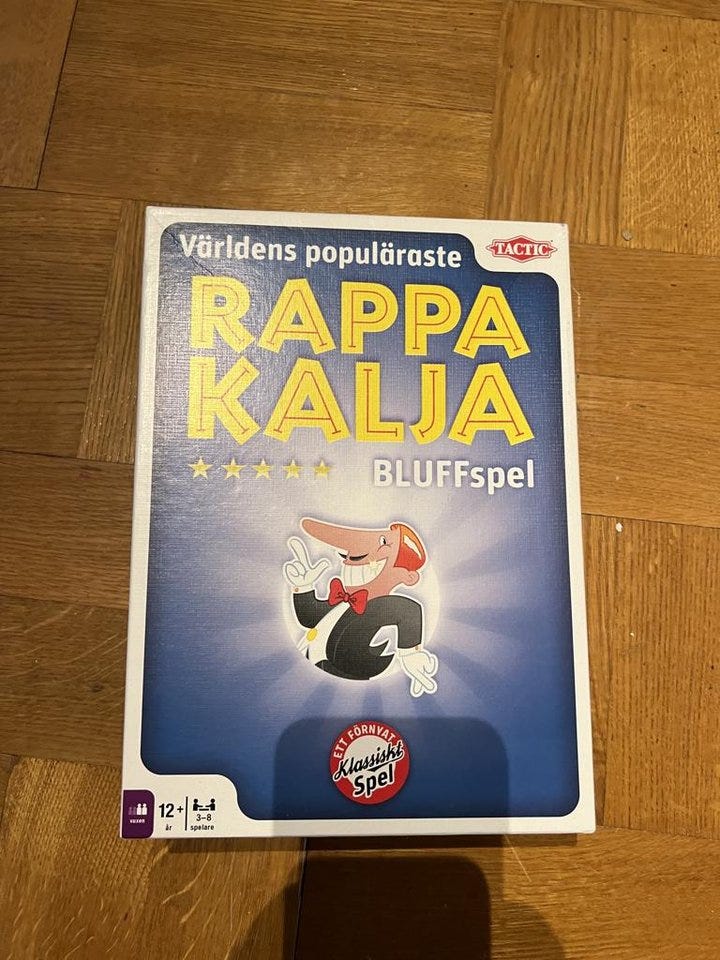 Världens populäraste
TACTIC
RAPPA
KALJA
BLUFFspel
ETT FÖRNYAT
Klassiskt
Spel
vuxen
12+
år
3-8
spelare